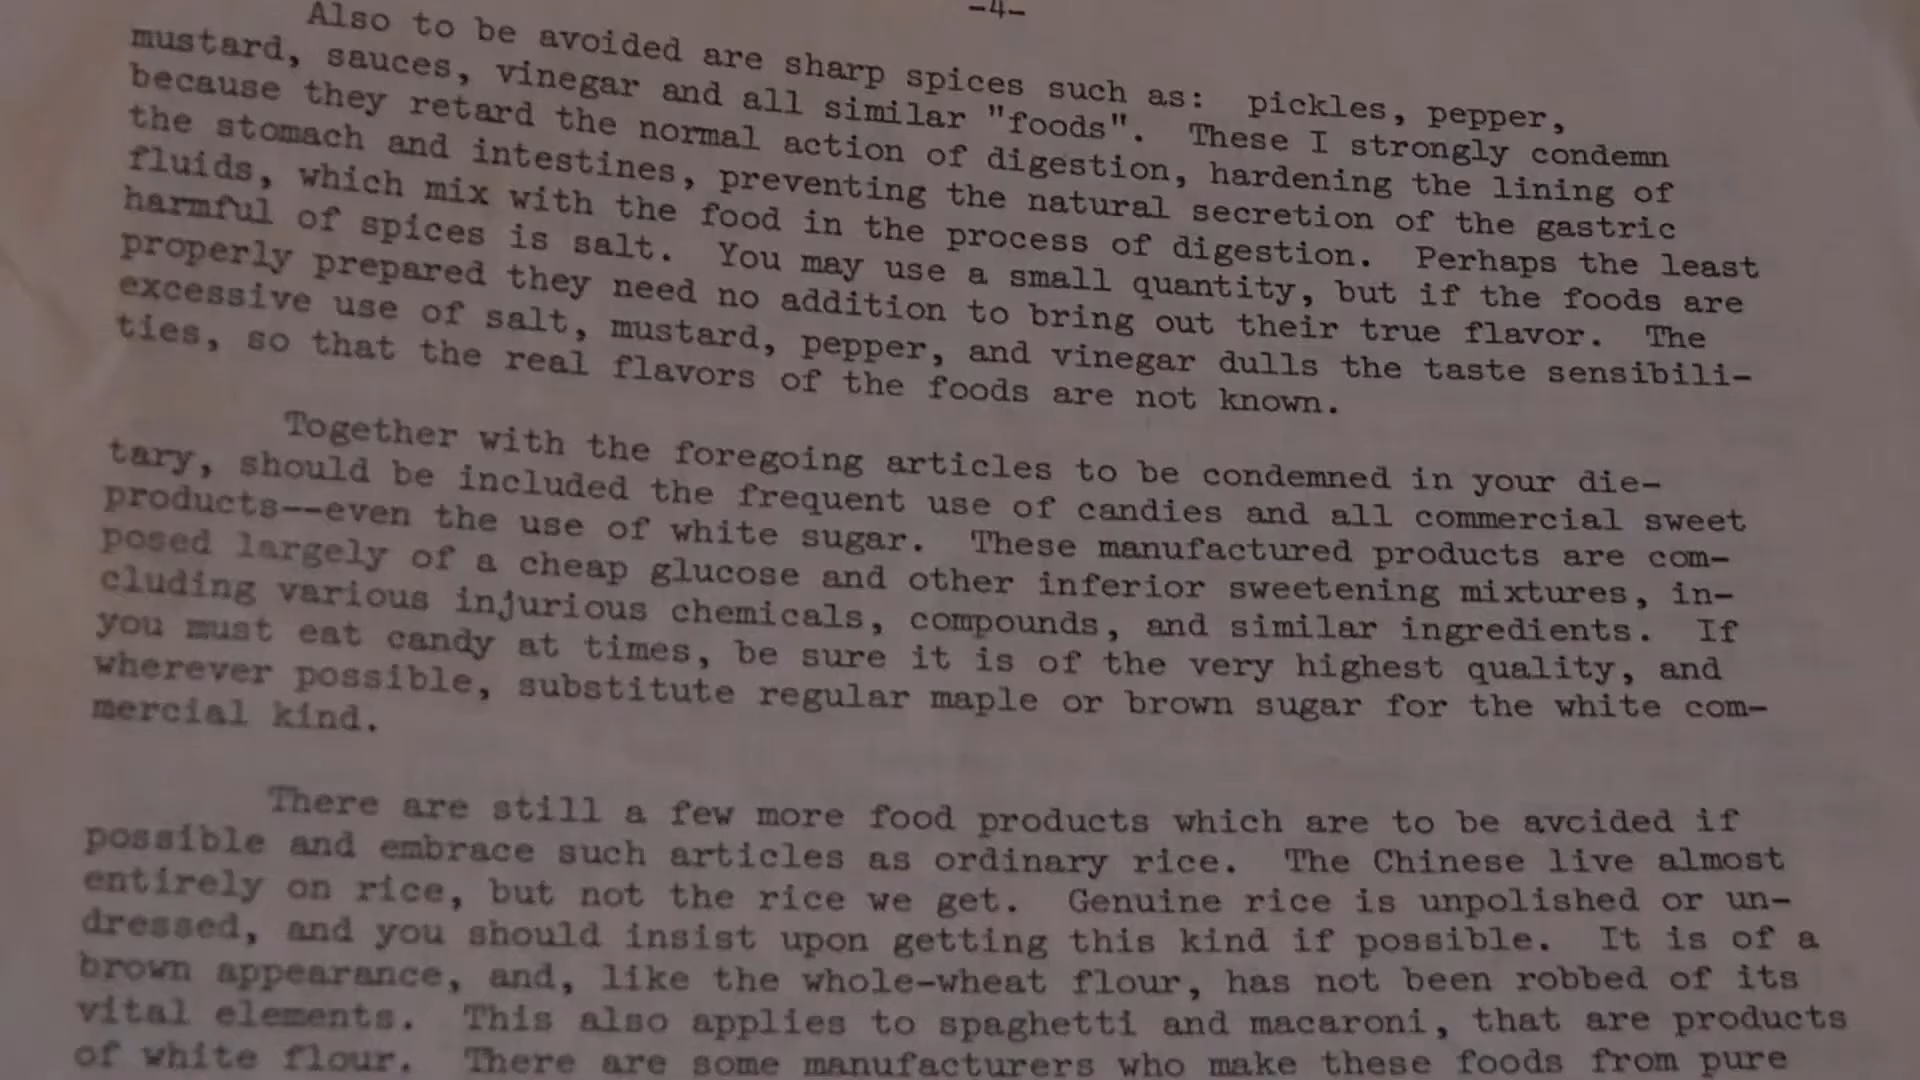 -4-
Also to be avoided are sharp spices such as: pickles, pepper,
mustard, sauces, vinegar and all similar "foods". These I strongly condemn
because they retard the normal action of digestion, hardening the lining of
the stomach and intestines, preventing the natural secretion of the gastric
fluids, which mix with the food in the process of digestion. Perhaps the least
harmful of spices is salt. You may use a small quantity, but if the foods are
properly prepared they need no addition to bring out their true flavor. The
excessive use of salt, mustard, pepper, and vinegar dulls the taste sensibili-
ties, so that the real flavors of the foods are not known.
Together with the foregoing articles to be condemned in your die-
tary, should be included the frequent use of candies and all commercial sweet
products--even the use of white sugar. These manufactured products are com-
posed largely of a cheap glucose and other inferior sweetening mixtures, in-
cluding various injurious chemicals, compounds, and similar ingredients. If
you must eat candy at times, be sure it is of the very highest quality, and
wherever possible, substitute regular maple or brown sugar for the white com-
mercial kind.
There are still a few more food products which are to be avcided if
possible and embrace such articles as ordinary rice. The Chinese live almost
entirely on rice, but not the rice we get. Genuine rice is unpolished or un-
dressed, and you should insist upon getting this kind if possible. It is of a
brown appearance, and, like the whole-wheat flour, has not been robbed of its
vital elements. This also applies to spaghetti and macaroni, that are products
of white flour. There are some manufacturers who make these foods from pure